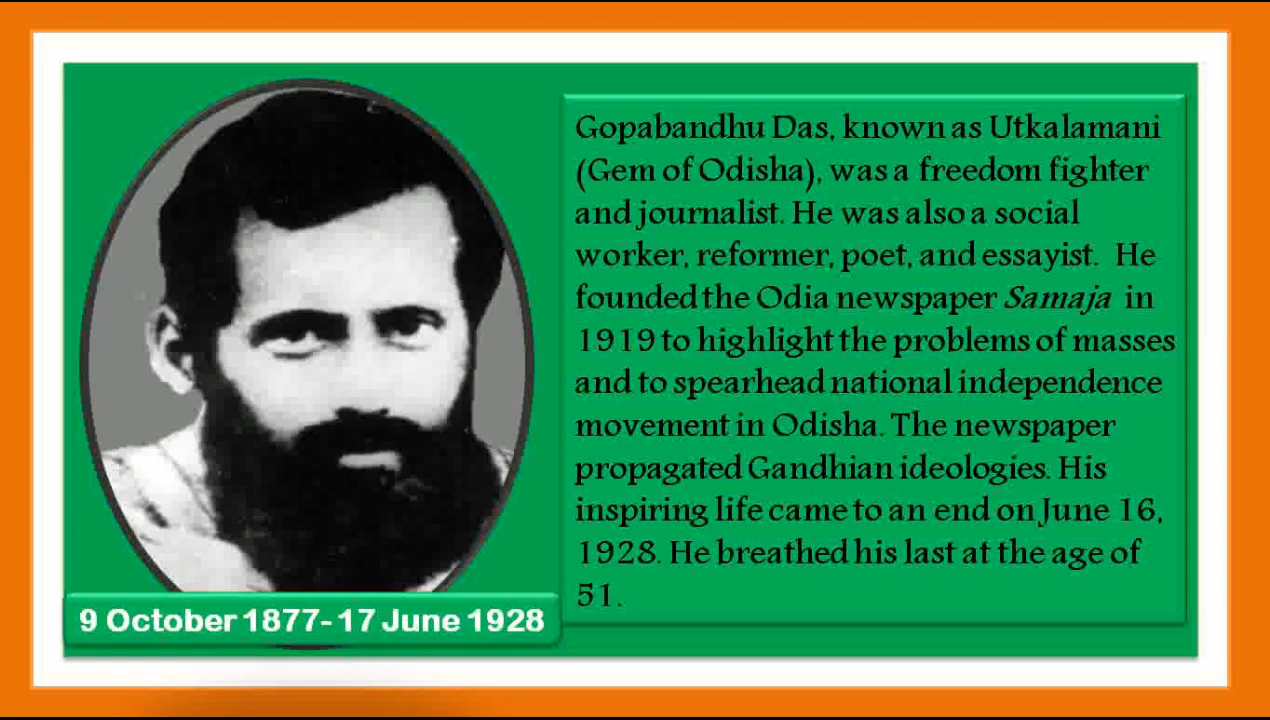 Gopabandhu Das, known as Utkalamani
(Gem of Odisha), was a freedom fighter
and journalist. He was also a social
worker, reformer, poet, and essayist. He
founded the Odia newspaper Samaja in
1919 to highlight the problems of masses
and to spearhead national independence
movement in Odisha. The newspaper
propagated Gandhian ideologies. His
inspiring life came to an end on June 16,
1928. He breathed his last at the age of
51.
9 October 1877- 17 June 1928